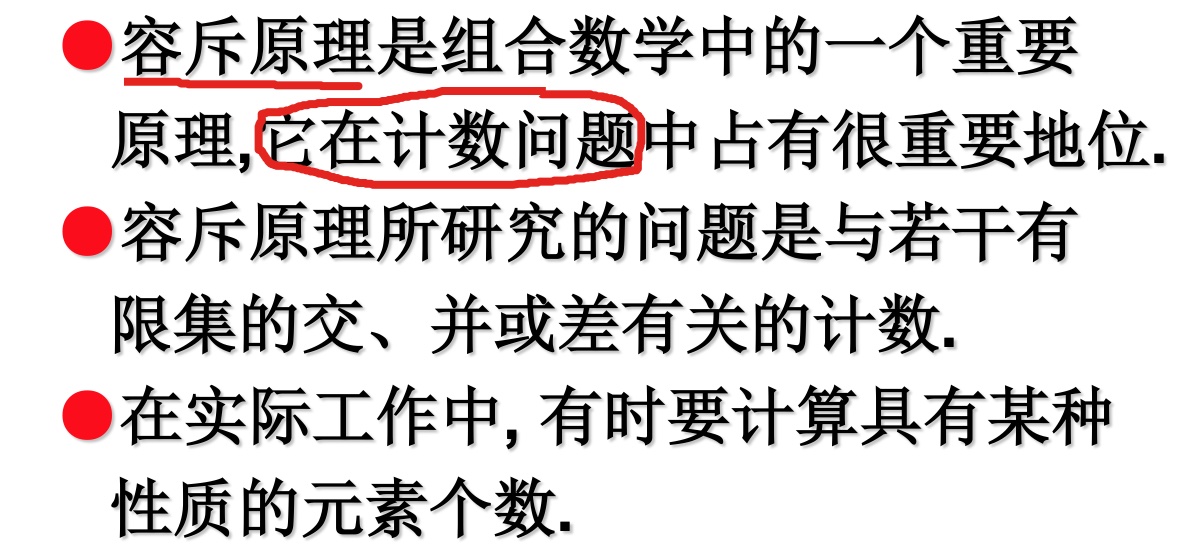 ●容斥原理是组合数学中的一个重要
原理,它在计数问题中占有很重要地位.
●容斥原理所研究的问题是与若干有
限集的交、并或差有关的计数.
●在实际工作中, 有时要计算具有某种
性质的元素个数.